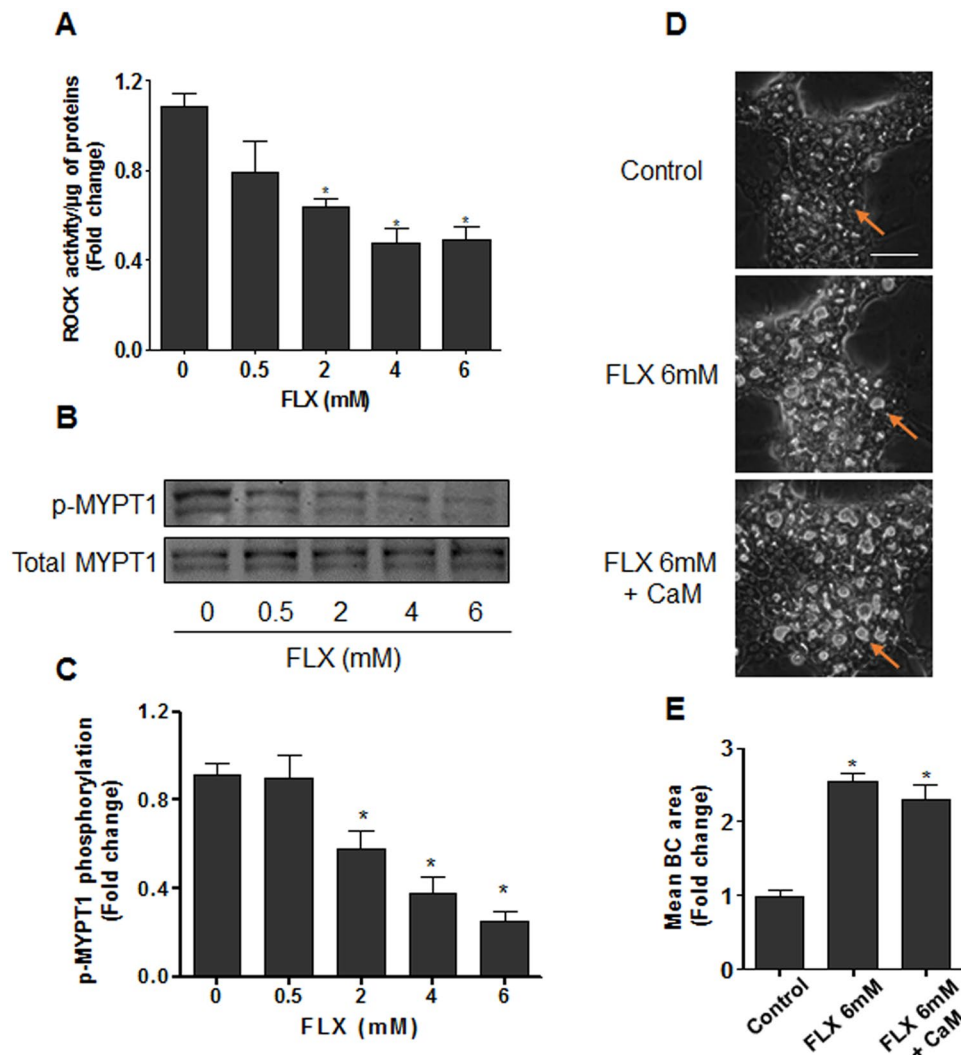 A
ROCK activity/µg of proteins
(Fold change)
1.2
0.8
0.4
0.0
0 0.5 2 4 6
* * *
FLX (mM)
B
p-MYPT1
Total MYPT1
0 0.5 2 4 6
FLX (mM)
C
p-MYPT1 phosphorylation
(Fold change)
1.2
0.8
0.4
0.0
* * *
0 0.5 2 4 6
FLX (mM)
D
Control
FLX 6mM
FLX 6mM
+ CaM
E
Mean BC area
(Fold change)
3
2
1
0
* *
Control
FLX 6mM
FLX 6mM
+ CaM